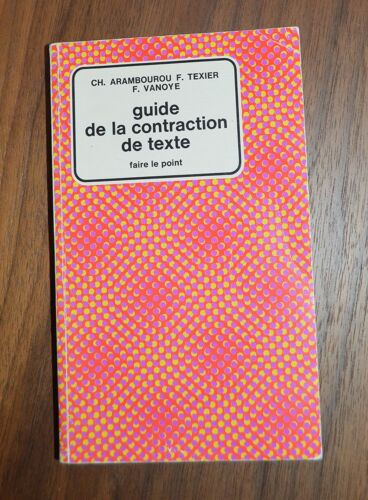 CH. ARAMBOUROU F. TEXIER
F. VANOYE
guide
de la contraction
de texte
faire le point